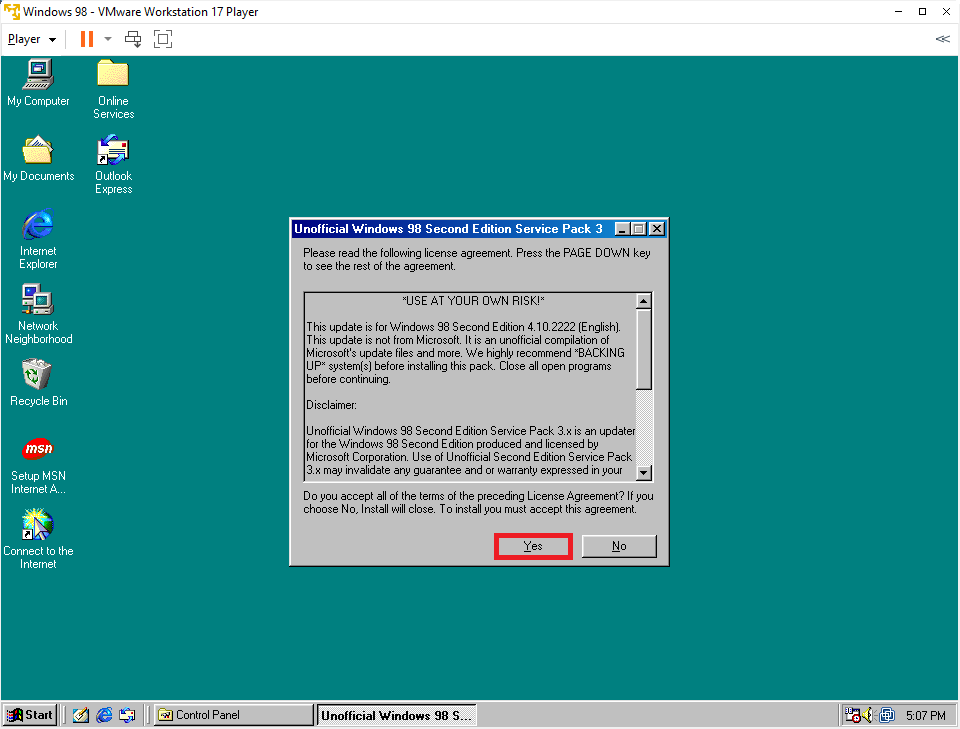 Windows 98 - VMware Workstation 17 Player
Player
My Computer
Online
Services
My Documents
Outlook
Express
Internet
Explorer
Network
Neighborhood
Recycle Bin
msn
Setup MSN
Internet A...
Connect to the
Internet
Unofficial Windows 98 Second Edition Service Pack 3
Please read the following license agreement. Press the PAGE DOWN key
to see the rest of the agreement.
*USE AT YOUR OWN RISK!*
This update is for Windows 98 Second Edition 4.10.2222 (English).
This update is not from Microsoft. It is an unofficial compilation of
Microsoft's update files and more. We highly recommend *BACKING
UP* system(s) before installing this pack. Close all open programs
before continuing.
Disclaimer:
Unofficial Windows 98 Second Edition Service Pack 3.x is an updater
for the Windows 98 Second Edition produced and licensed by
Microsoft Corporation. Use of Unofficial Second Edition Service Pack
3.x may invalidate any guarantee and or warranty expressed in your
Do you accept all of the terms of the preceding License Agreement? If you
choose No, Install will close. To install you must accept this agreement.
Yes
No
Start
Control Panel
Unofficial Windows 98 S...
5:07 PM